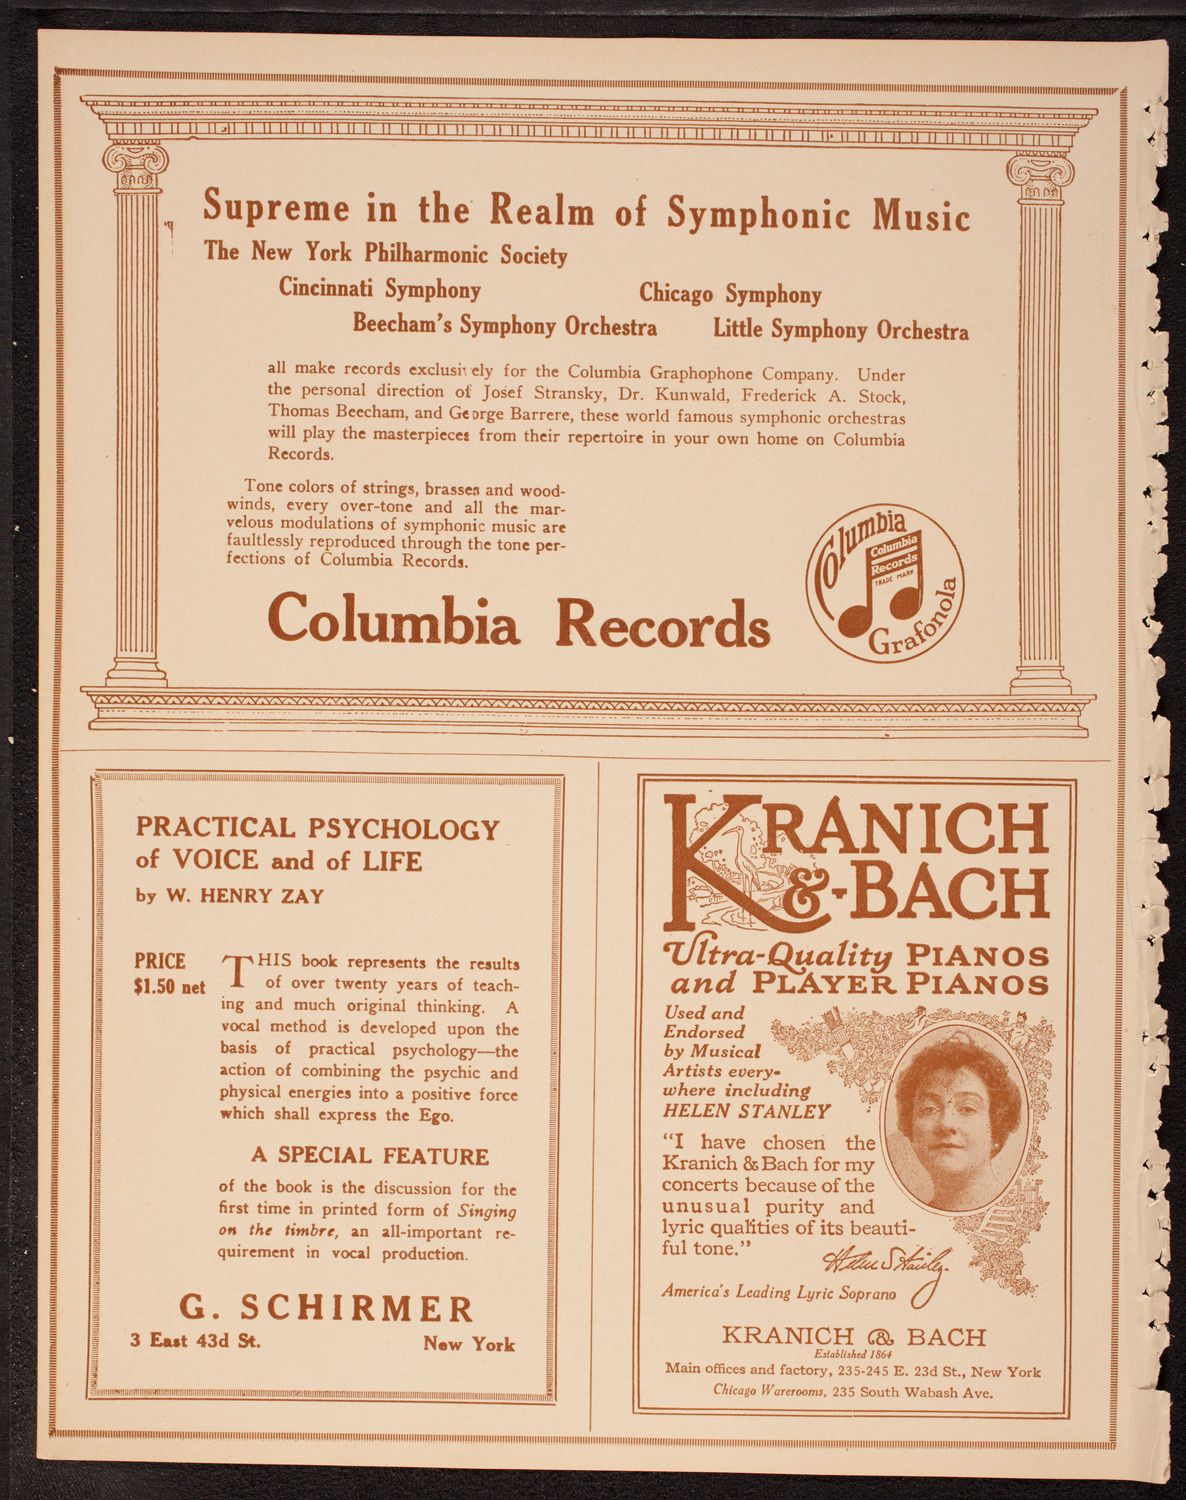 Supreme in the Realm of Symphonic Music
The New York Philharmonic Society
Cincinnati Symphony Chicago Symphony
Beecham's Symphony Orchestra Little Symphony Orchestra
all make records exclusively for the Columbia Graphophone Company. Under
the personal direction of Josef Stransky, Dr. Kunwald, Frederick A. Stock,
Thomas Beecham, and George Barrere, these world famous symphonic orchestras
will play the masterpieces from their repertoire in your own home on Columbia
Records.
Tone colors of strings, brasses and wood-
winds, every over-tone and all the mar-
velous modulations of symphonic music are
faultlessly reproduced through the tone per-
fections of Columbia Records.
Columbia Records
Columbia
Columbia
Records
TRADE MARK
Grafonola
PRACTICAL PSYCHOLOGY
of VOICE and of LIFE
by W. HENRY ZAY
PRICE
$1.50 net
THIS book represents the results
of over twenty years of teach-
ing and much original thinking. A
vocal method is developed upon the
basis of practical psychology—the
action of combining the psychic and
physical energies into a positive force
which shall express the Ego.
A SPECIAL FEATURE
of the book is the discussion for the
first time in printed form of Singing
on the timbre, an all-important re-
quirement in vocal production.
G. SCHIRMER
3 East 43d St. New York
KRANICH
&-BACH
Ultra-Quality PIANOS
and PLAYER PIANOS
Used and
Endorsed
by Musical
Artists every-
where including
HELEN STANLEY
"I have chosen the
Kranich & Bach for my
concerts because of the
unusual purity and
lyric qualities of its beauti-
ful tone."
Helen Stanley.
America's Leading Lyric Soprano
KRANICH & BACH
Established 1864
Main offices and factory, 235-245 E. 23d St., New York
Chicago Warerooms, 235 South Wabash Ave.